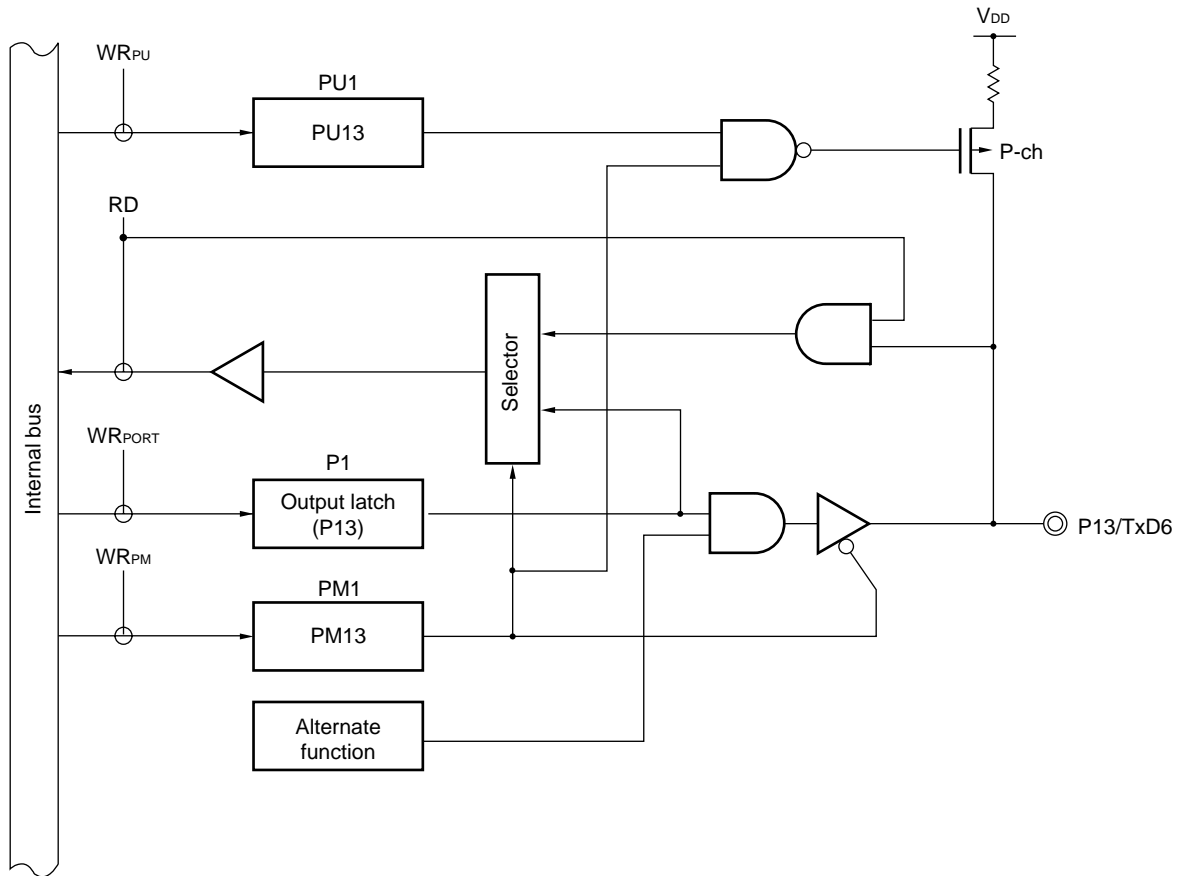 VDD
WRPU
PU1
PU13
P-ch
RD
Selector
Internal bus
WRPORT
P1
Output latch
(P13)
P13/TxD6
WRPM
PM1
PM13
Alternate
function